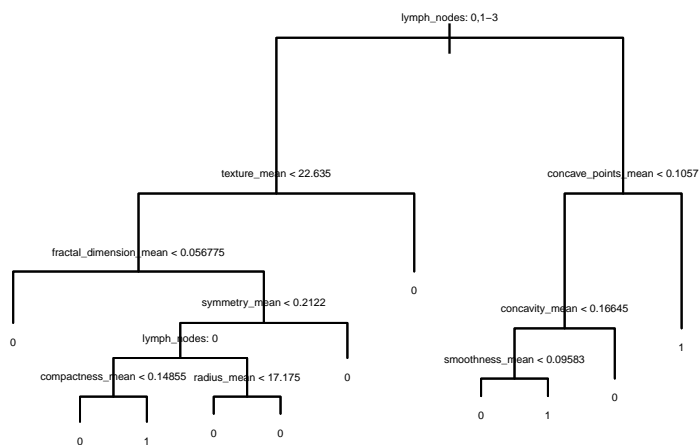 lymph_nodes: 0,1−3
texture_mean < 22.635
concave_points_mean < 0.1057
fractal_dimension_mean < 0.056775
0
symmetry_mean < 0.2122
concavity_mean < 0.16645
0
lymph_nodes: 0
1
smoothness_mean < 0.09583
compactness_mean < 0.14855
radius_mean < 17.175
0
0
0
1
0
1
0
0